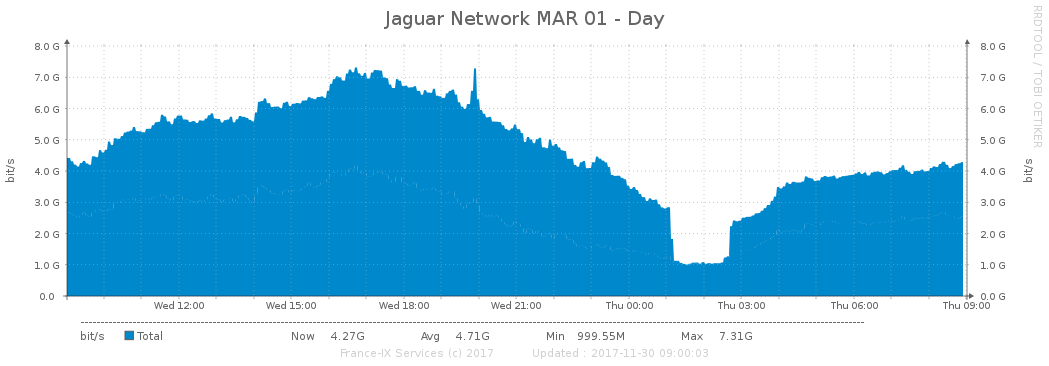 Jaguar Network MAR 01 - Day
RRDTOOL / TOBI OETIKER
bit/s
bit/s
8.0 G 8.0 G
7.0 G 7.0 G
6.0 G 6.0 G
5.0 G 5.0 G
4.0 G 4.0 G
3.0 G 3.0 G
2.0 G 2.0 G
1.0 G 1.0 G
0.0 0.0 G
Wed 12:00 Wed 15:00 Wed 18:00 Wed 21:00 Thu 00:00 Thu 03:00 Thu 06:00 Thu 09:00
bit/s Total Now 4.27G Avg 4.71G Min 999.55M Max 7.31G
France-IX Services (c) 2017 Updated : 2017-11-30 09:00:03